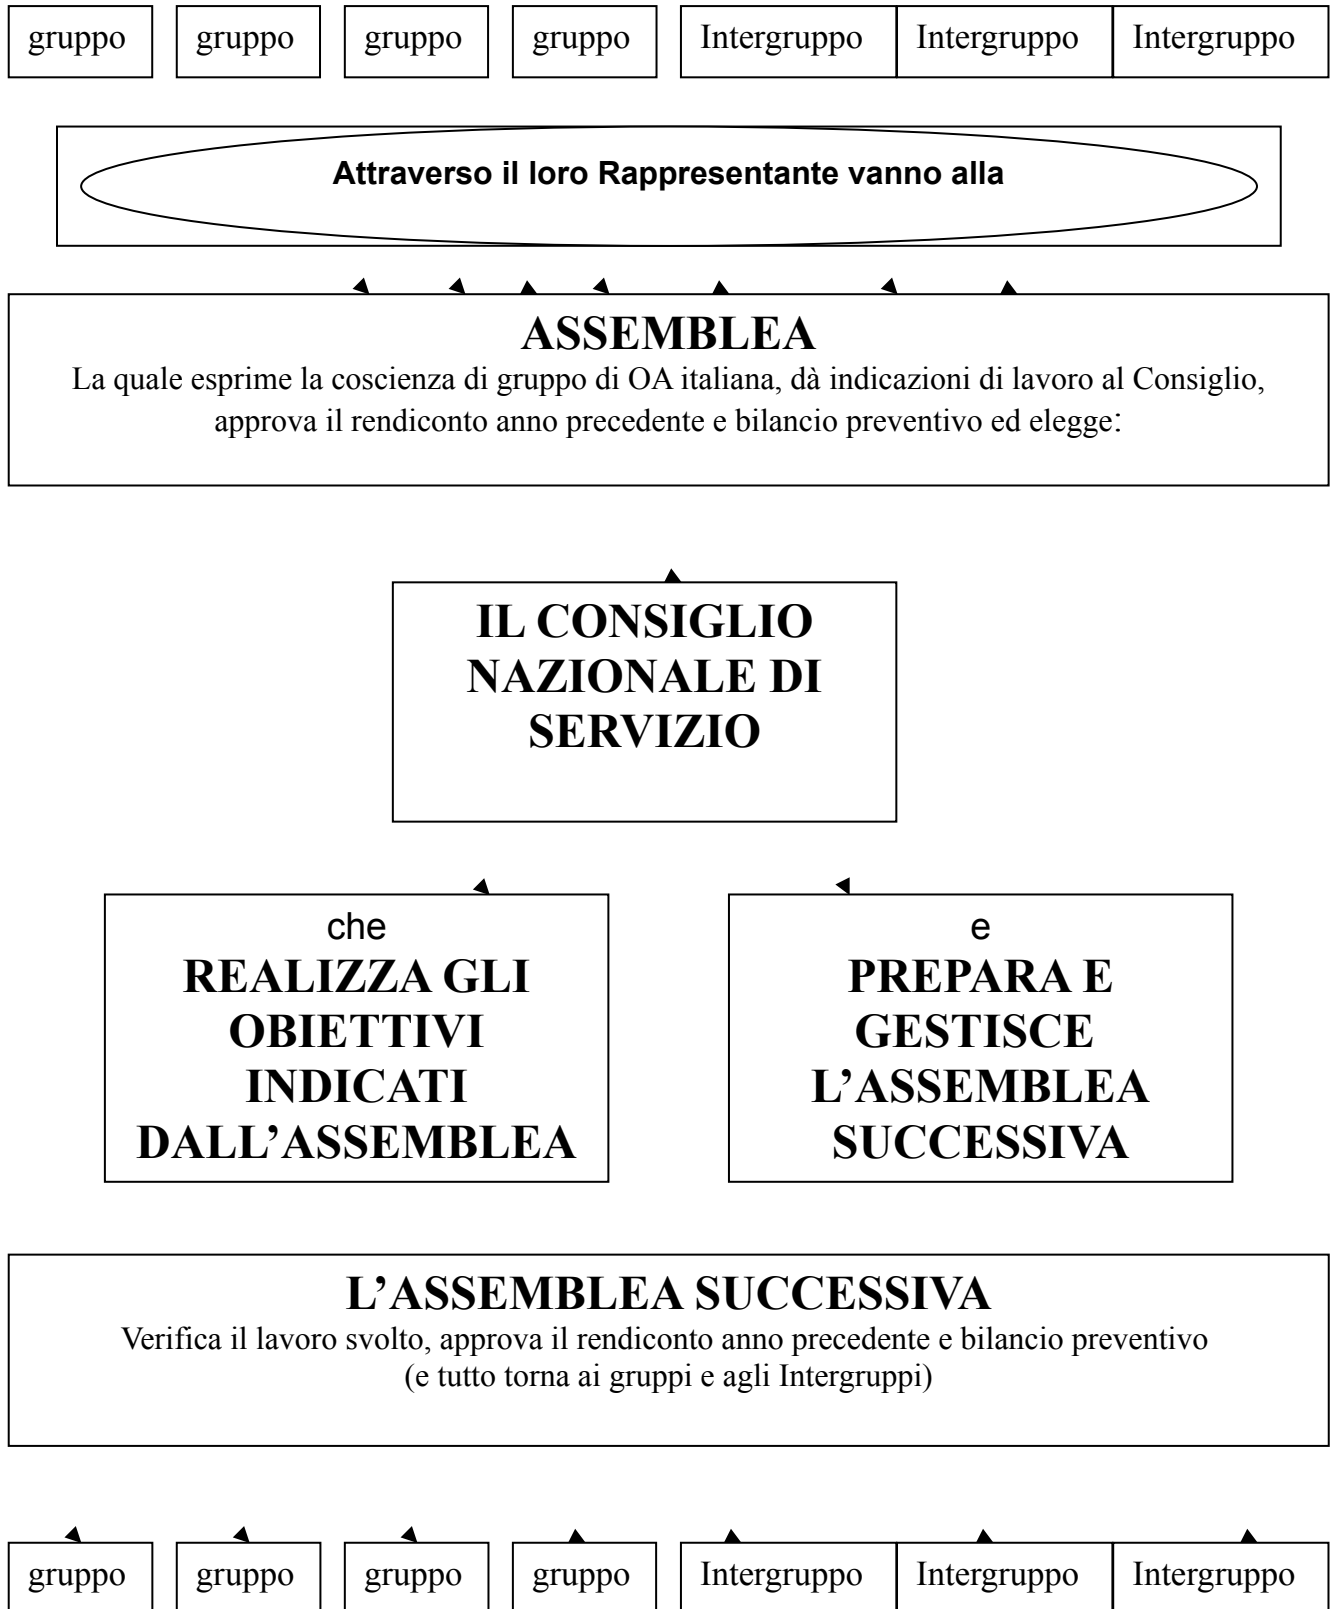 gruppo gruppo gruppo gruppo Intergruppo Intergruppo Intergruppo
Attraverso il loro Rappresentante vanno alla
ASSEMBLEA
La quale esprime la coscienza di gruppo di OA italiana, dà indicazioni di lavoro al Consiglio,
approva il rendiconto anno precedente e bilancio preventivo ed elegge:
IL CONSIGLIO
NAZIONALE DI
SERVIZIO
che
REALIZZA GLI
OBIETTIVI
INDICATI
DALL’ASSEMBLEA
e
PREPARA E
GESTISCE
L’ASSEMBLEA
SUCCESSIVA
L’ASSEMBLEA SUCCESSIVA
Verifica il lavoro svolto, approva il rendiconto anno precedente e bilancio preventivo
(e tutto torna ai gruppi e agli Intergruppi)
gruppo gruppo gruppo gruppo Intergruppo Intergruppo Intergruppo